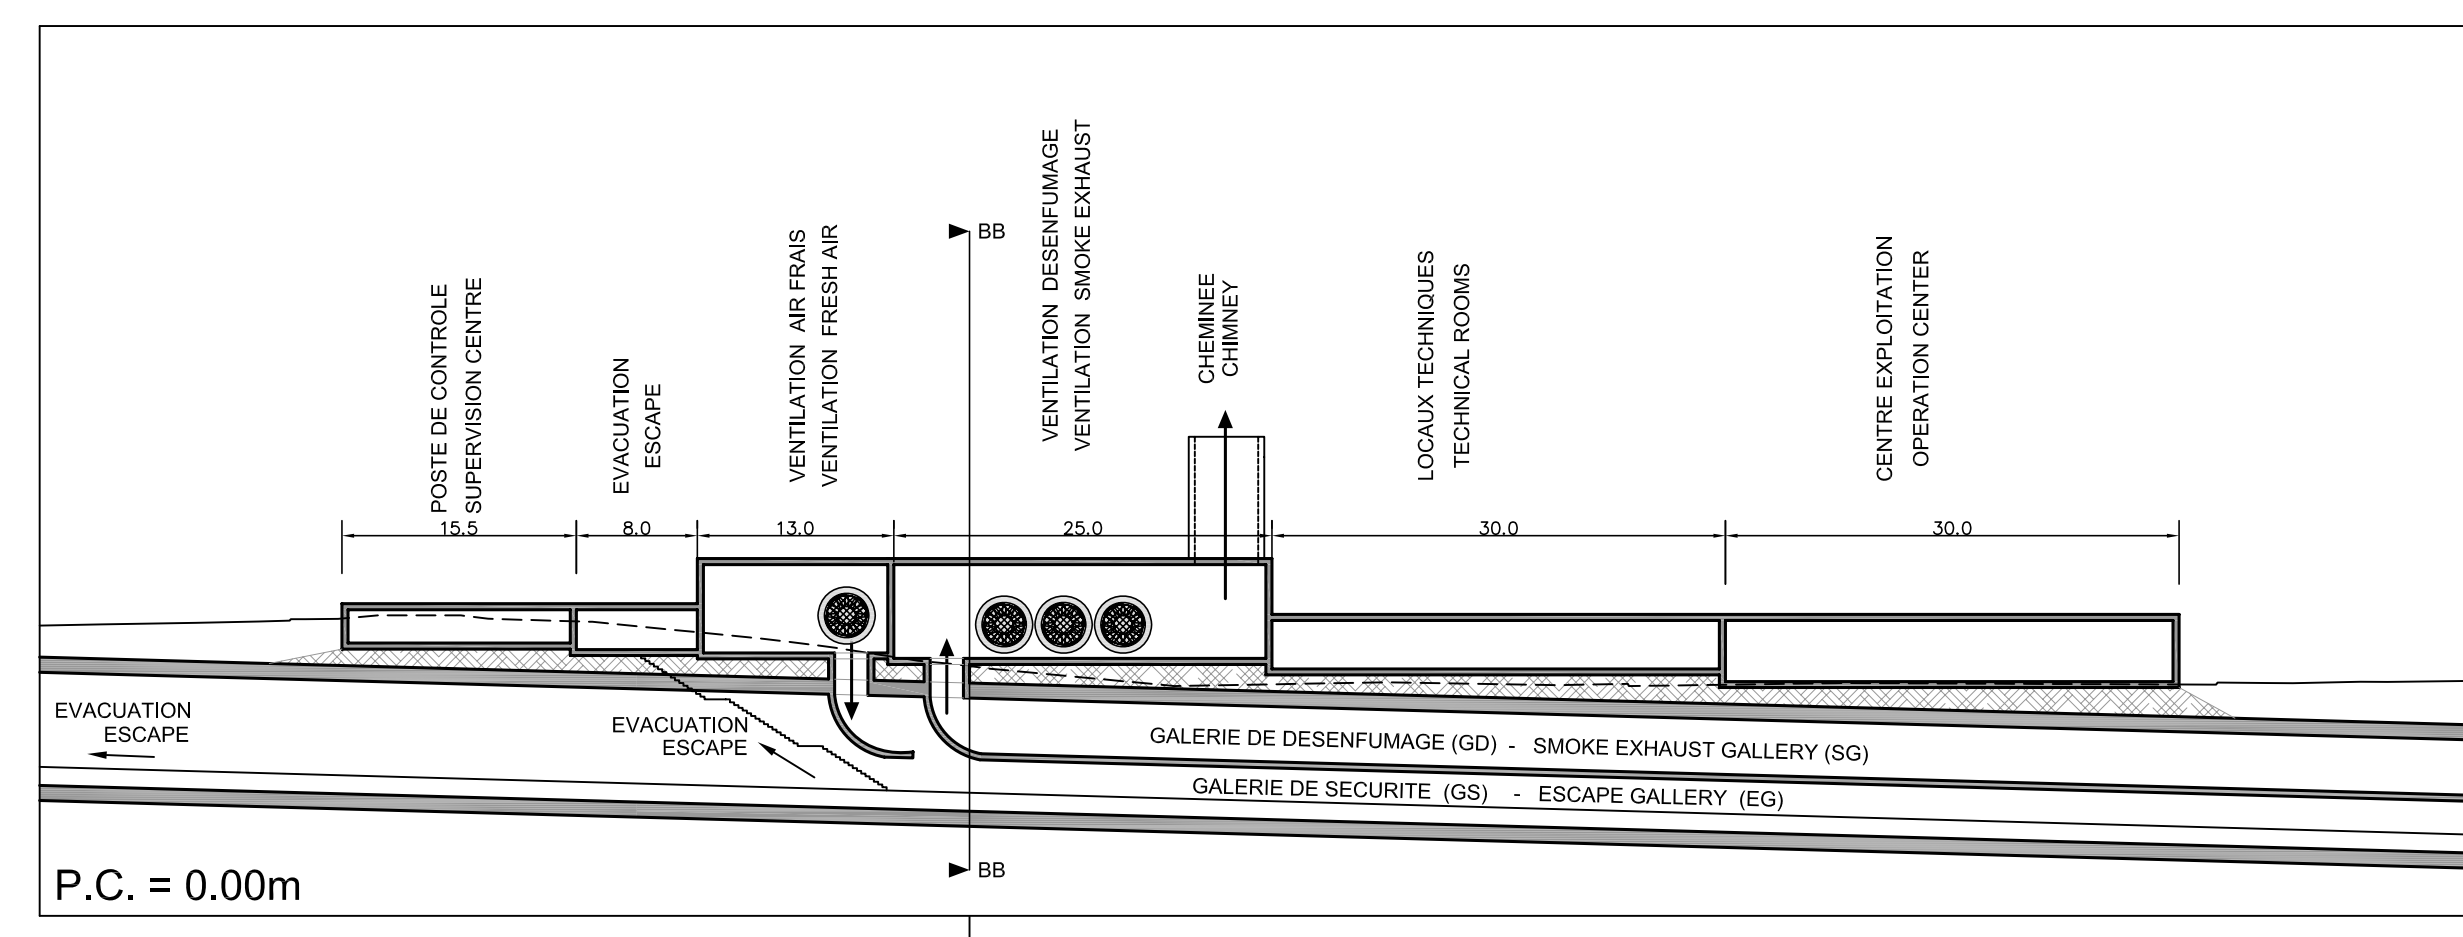 POSTE DE CONTROLE
SUPERVISION CENTRE
EVACUATION
ESCAPE
VENTILATION AIR FRAIS
VENTILATION FRESH AIR
BB
VENTILATION DESENFUMAGE
VENTILATION SMOKE EXHAUST
CHEMINEE
CHIMNEY
LOCAUX TECHNIQUES
TECHNICAL ROOMS
CENTRE EXPLOITATION
OPERATION CENTER
15.5
8.0
13.0
25.0
30.0
30.0
EVACUATION
ESCAPE
EVACUATION
ESCAPE
GALERIE DE DESENFUMAGE (GD) - SMOKE EXHAUST GALLERY (SG)
GALERIE DE SECURITE (GS) - ESCAPE GALLERY (EG)
BB
P.C. = 0.00m